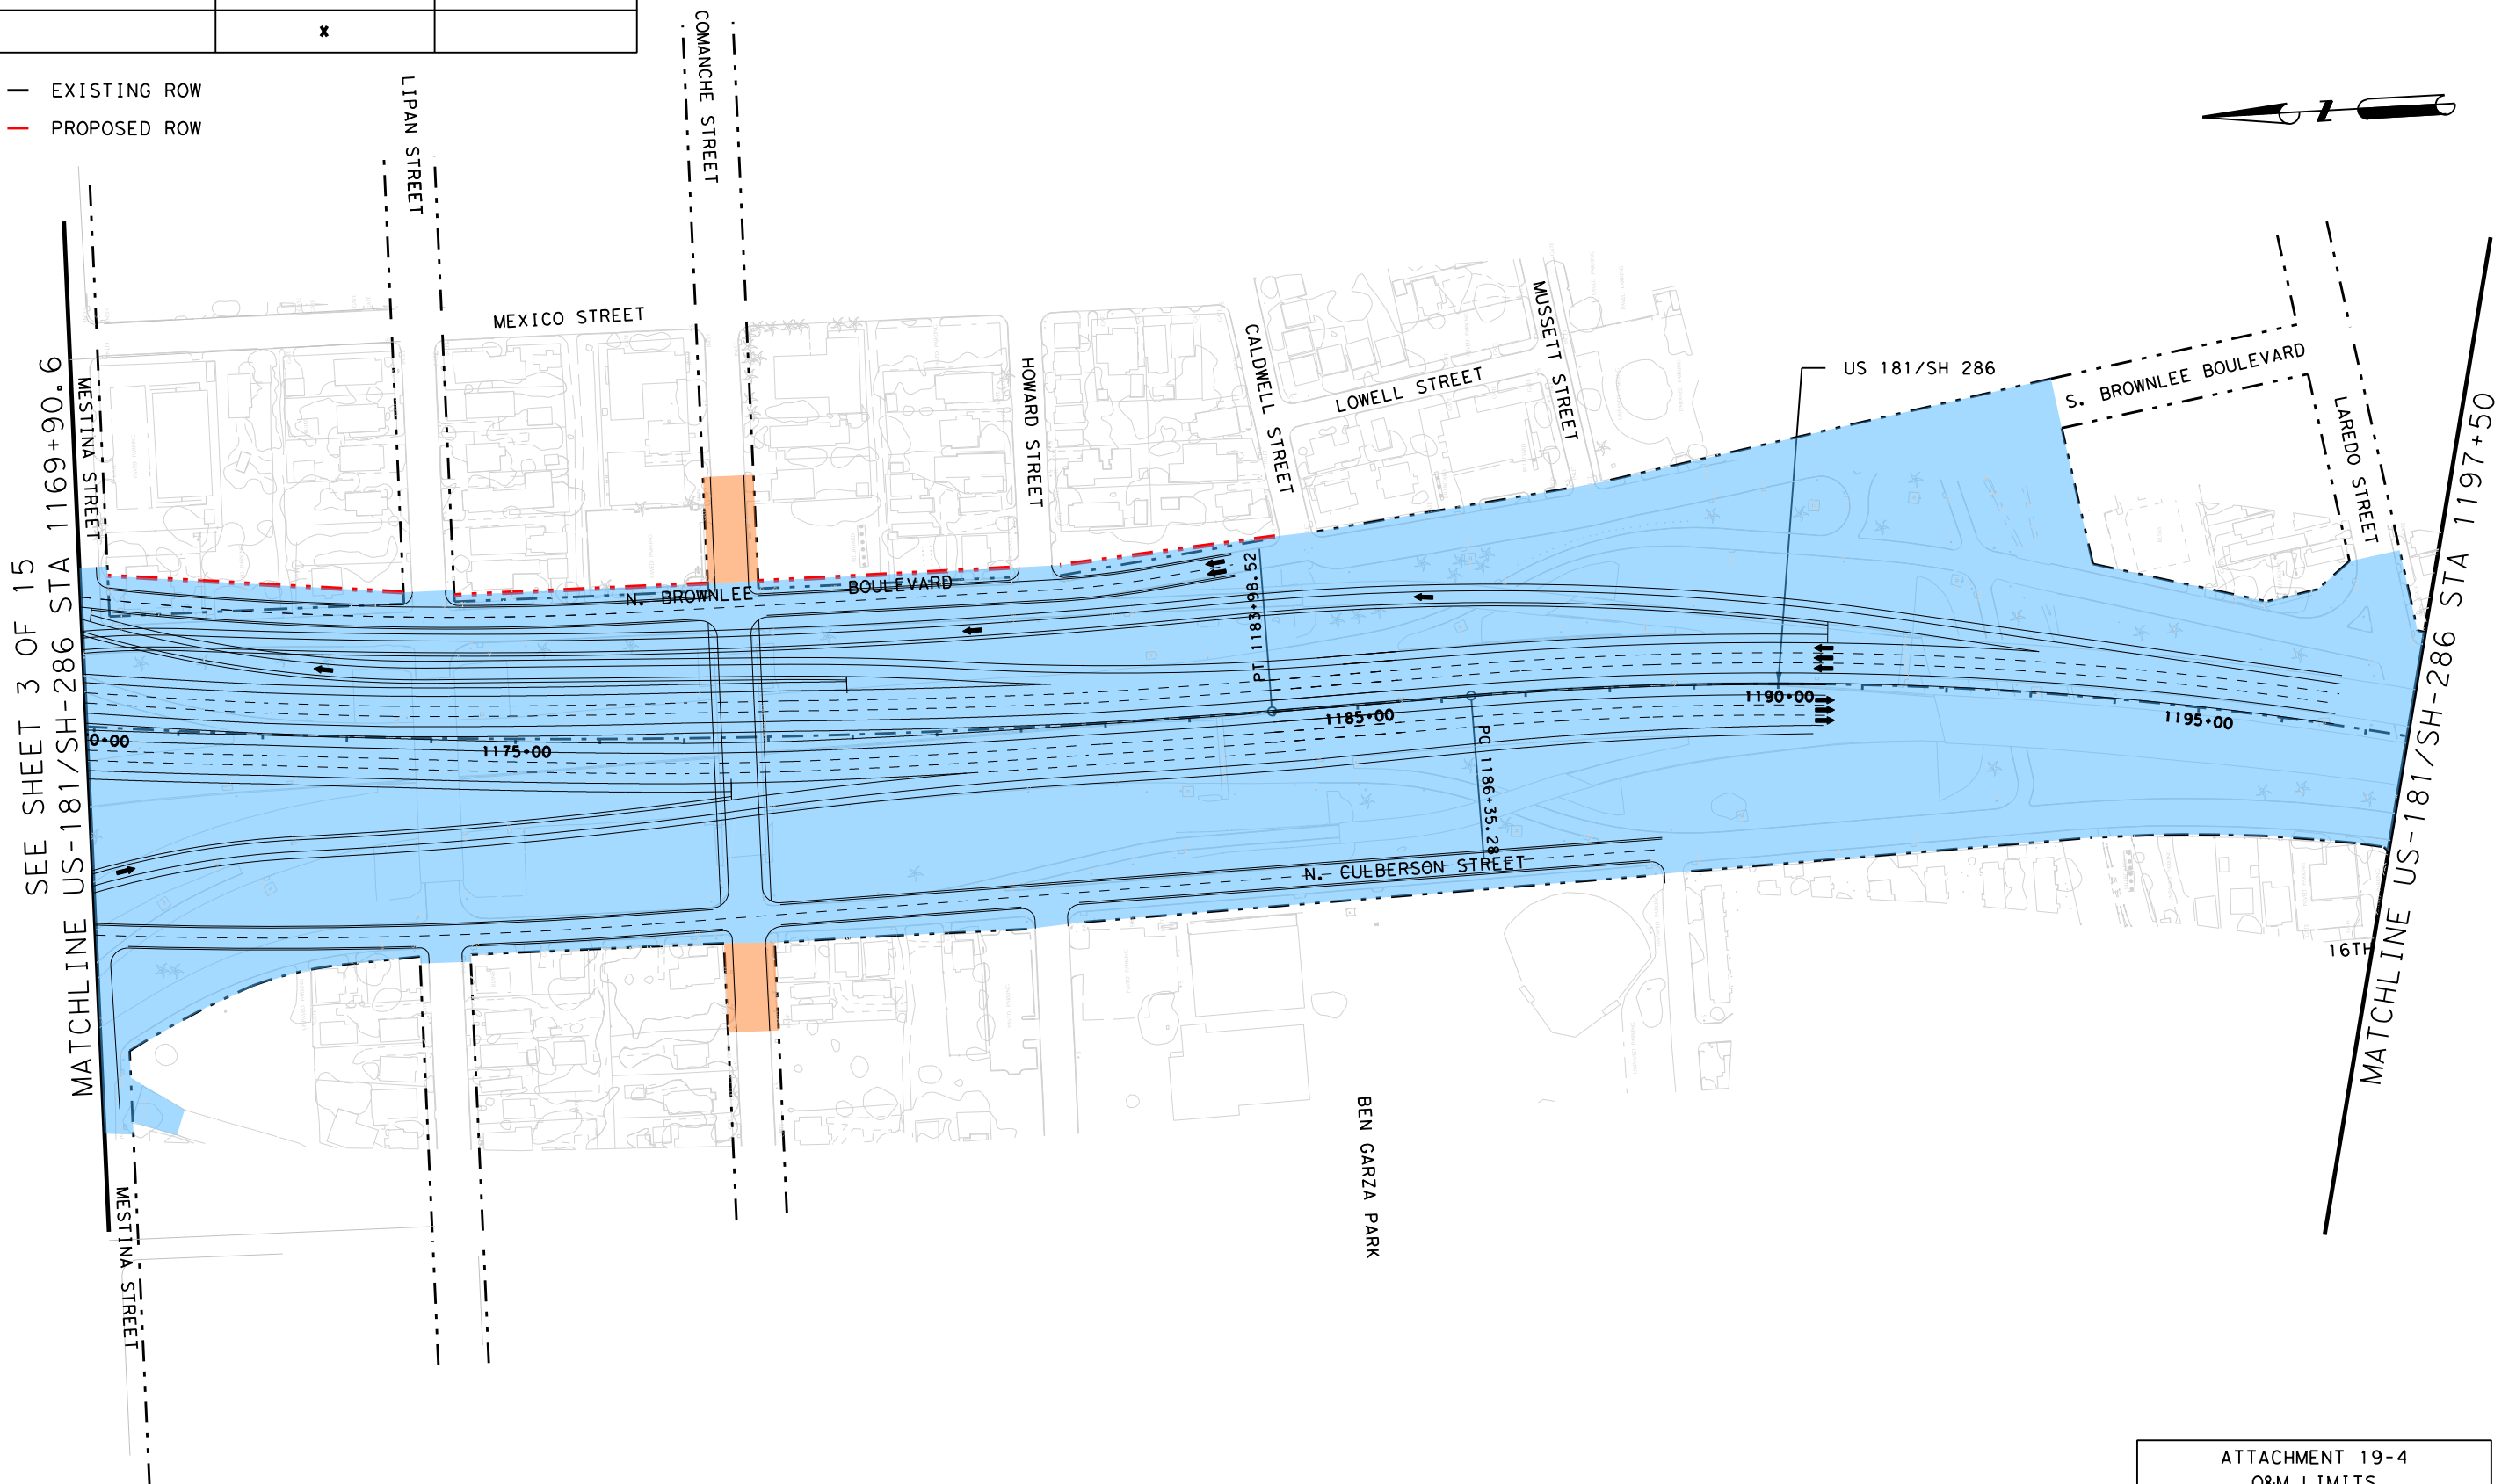 x
EXISTING ROW
PROPOSED ROW
LIPAN STREET
COMANCHE STREET
Z
MEXICO STREET
MESTINA STREET
HOWARD STREET
CALDWELL STREET
LOWELL STREET
MUSSETT STREET
US 181/SH 286
S. BROWNLEE BOULEVARD
LAREDO STREET
SEE SHEET 3 OF 15
MATCHLINE US-181/SH-286 STA 1169+90.6
N. BROWNLEE BOULEVARD
PT 1183+98.52
0+00
1175+00
1185+00
1190+00
1195+00
PC 1186+35.28
N. CULBERSON STREET
16TH
MATCHLINE US-181/SH-286 STA 1197+50
BEN GARZA PARK
MESTINA STREET
ATTACHMENT 19-4
O&M LIMITS